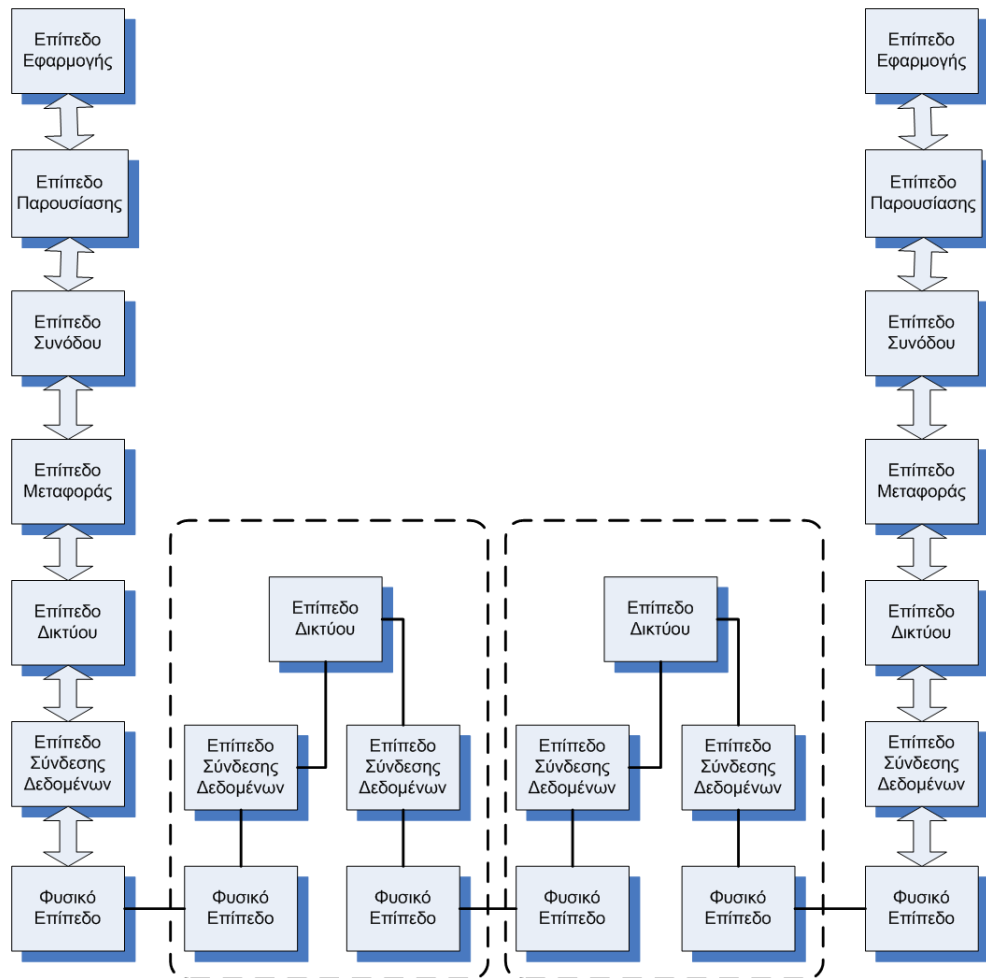 Επίπεδο
Εφαρμογής
Επίπεδο
Εφαρμογής
Επίπεδο
Παρουσίασης
Επίπεδο
Παρουσίασης
Επίπεδο
Συνόδου
Επίπεδο
Συνόδου
Επίπεδο
Μεταφοράς
Επίπεδο
Μεταφοράς
Επίπεδο
Δικτύου
Επίπεδο
Δικτύου
Επίπεδο
Δικτύου
Επίπεδο
Δικτύου
Επίπεδο
Σύνδεσης
Δεδομένων
Επίπεδο
Σύνδεσης
Δεδομένων
Επίπεδο
Σύνδεσης
Δεδομένων
Επίπεδο
Σύνδεσης
Δεδομένων
Επίπεδο
Σύνδεσης
Δεδομένων
Επίπεδο
Σύνδεσης
Δεδομένων
Φυσικό
Επίπεδο
Φυσικό
Επίπεδο
Φυσικό
Επίπεδο
Φυσικό
Επίπεδο
Φυσικό
Επίπεδο
Φυσικό
Επίπεδο